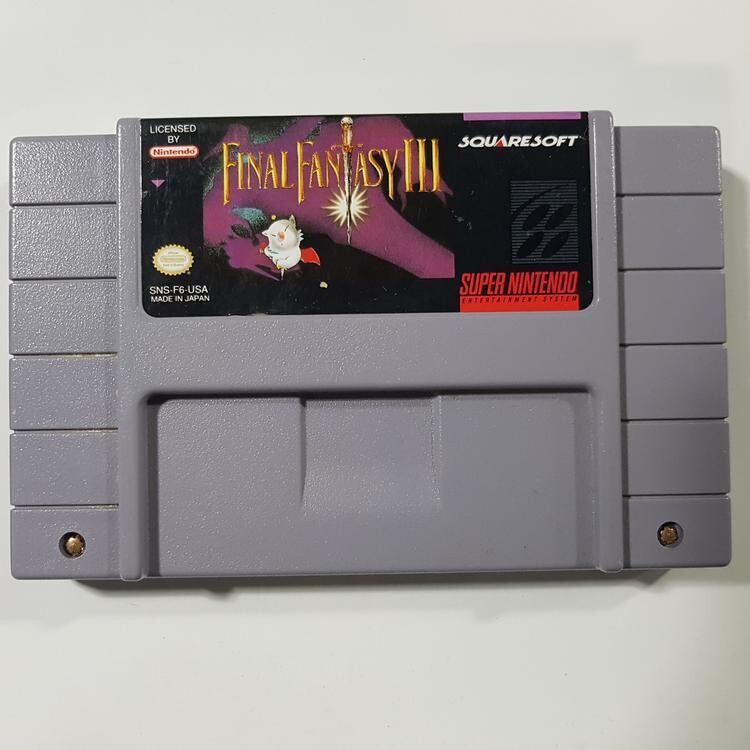 LICENSED
BY
Nintendo
FINAL FANTASY III
SQUARESOFT
SNS-F6-USA
MADE IN JAPAN
SUPER NINTENDO
ENTERTAINMENT SYSTEM